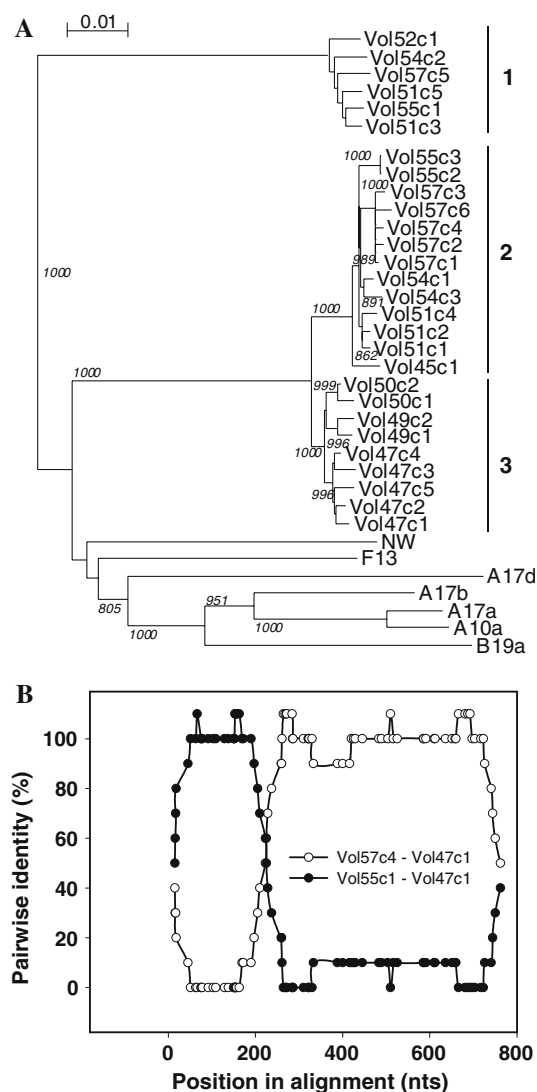 A
0.01
Vol52c1
Vol54c2
Vol57c5
Vol51c5
Vol55c1
Vol51c3
1
1000
Vol55c3
Vol55c2
1000
Vol57c3
Vol57c6
Vol57c4
Vol57c2
989
Vol57c1
Vol54c1
891
Vol54c3
Vol51c4
Vol51c2
862
Vol51c1
Vol45c1
2
1000
1000
1000
999
Vol50c2
Vol50c1
Vol49c2
996
Vol49c1
1000
Vol47c4
Vol47c3
996
Vol47c5
Vol47c2
Vol47c1
3
NW
F13
A17d
805
951
A17b
A17a
1000
1000
A10a
B19a
B
Pairwise identity (%)
100
80
60
40
20
0
Vol57c4 - Vol47c1
Vol55c1 - Vol47c1
0 200 400 600 800
Position in alignment (nts)